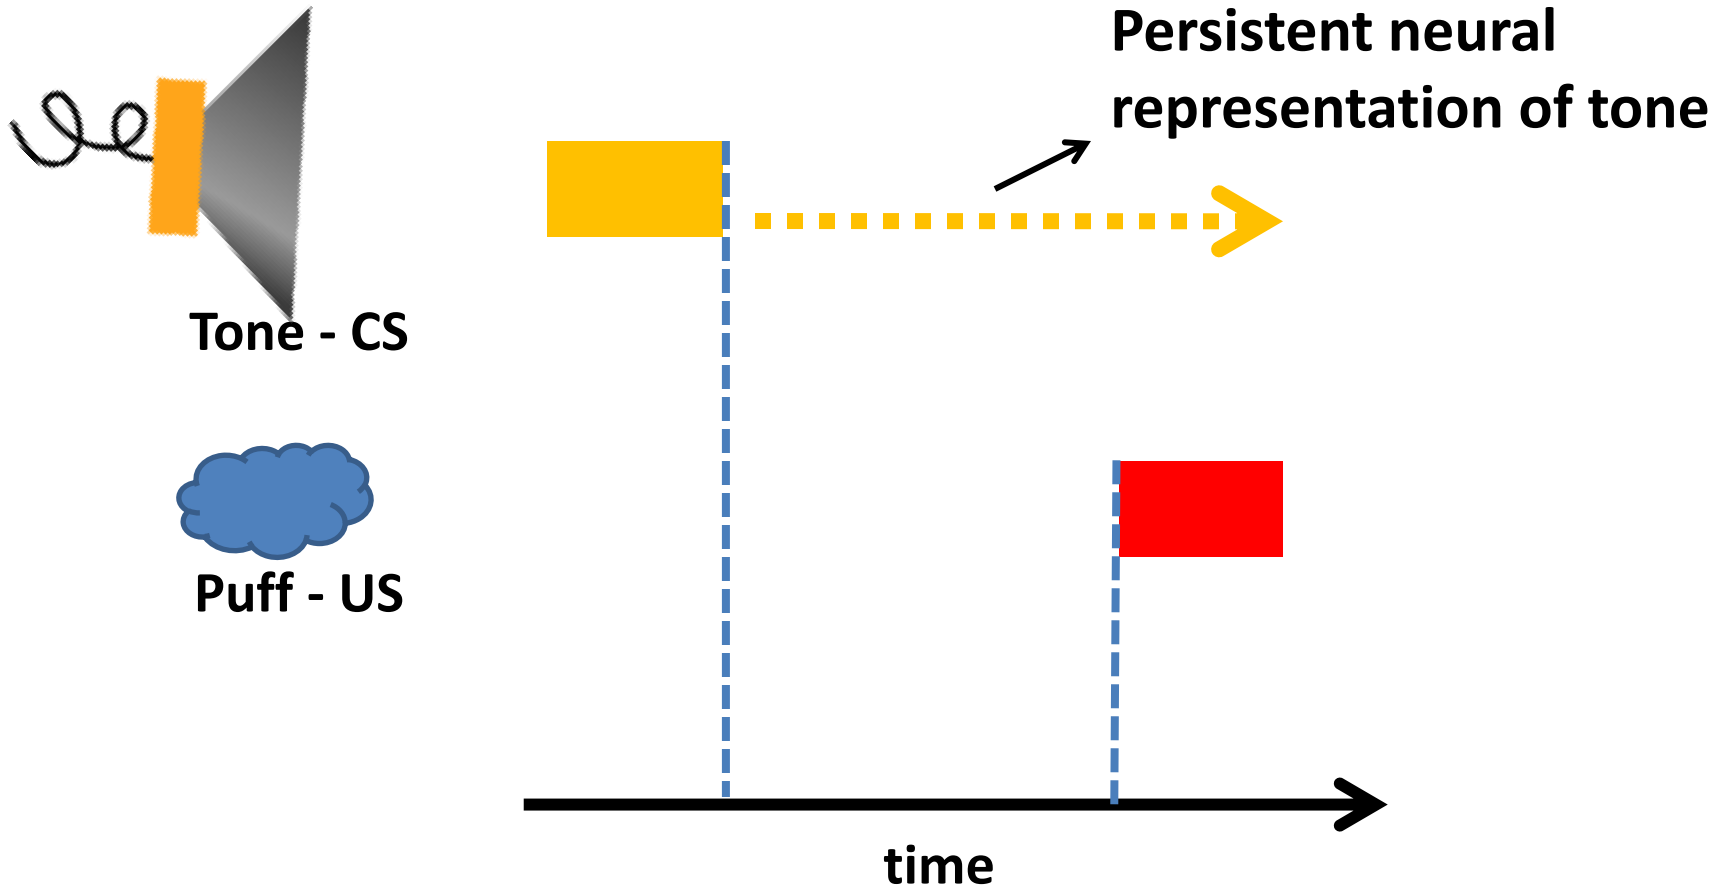 Persistent neural
representation of tone
Tone - CS
Puff - US
time